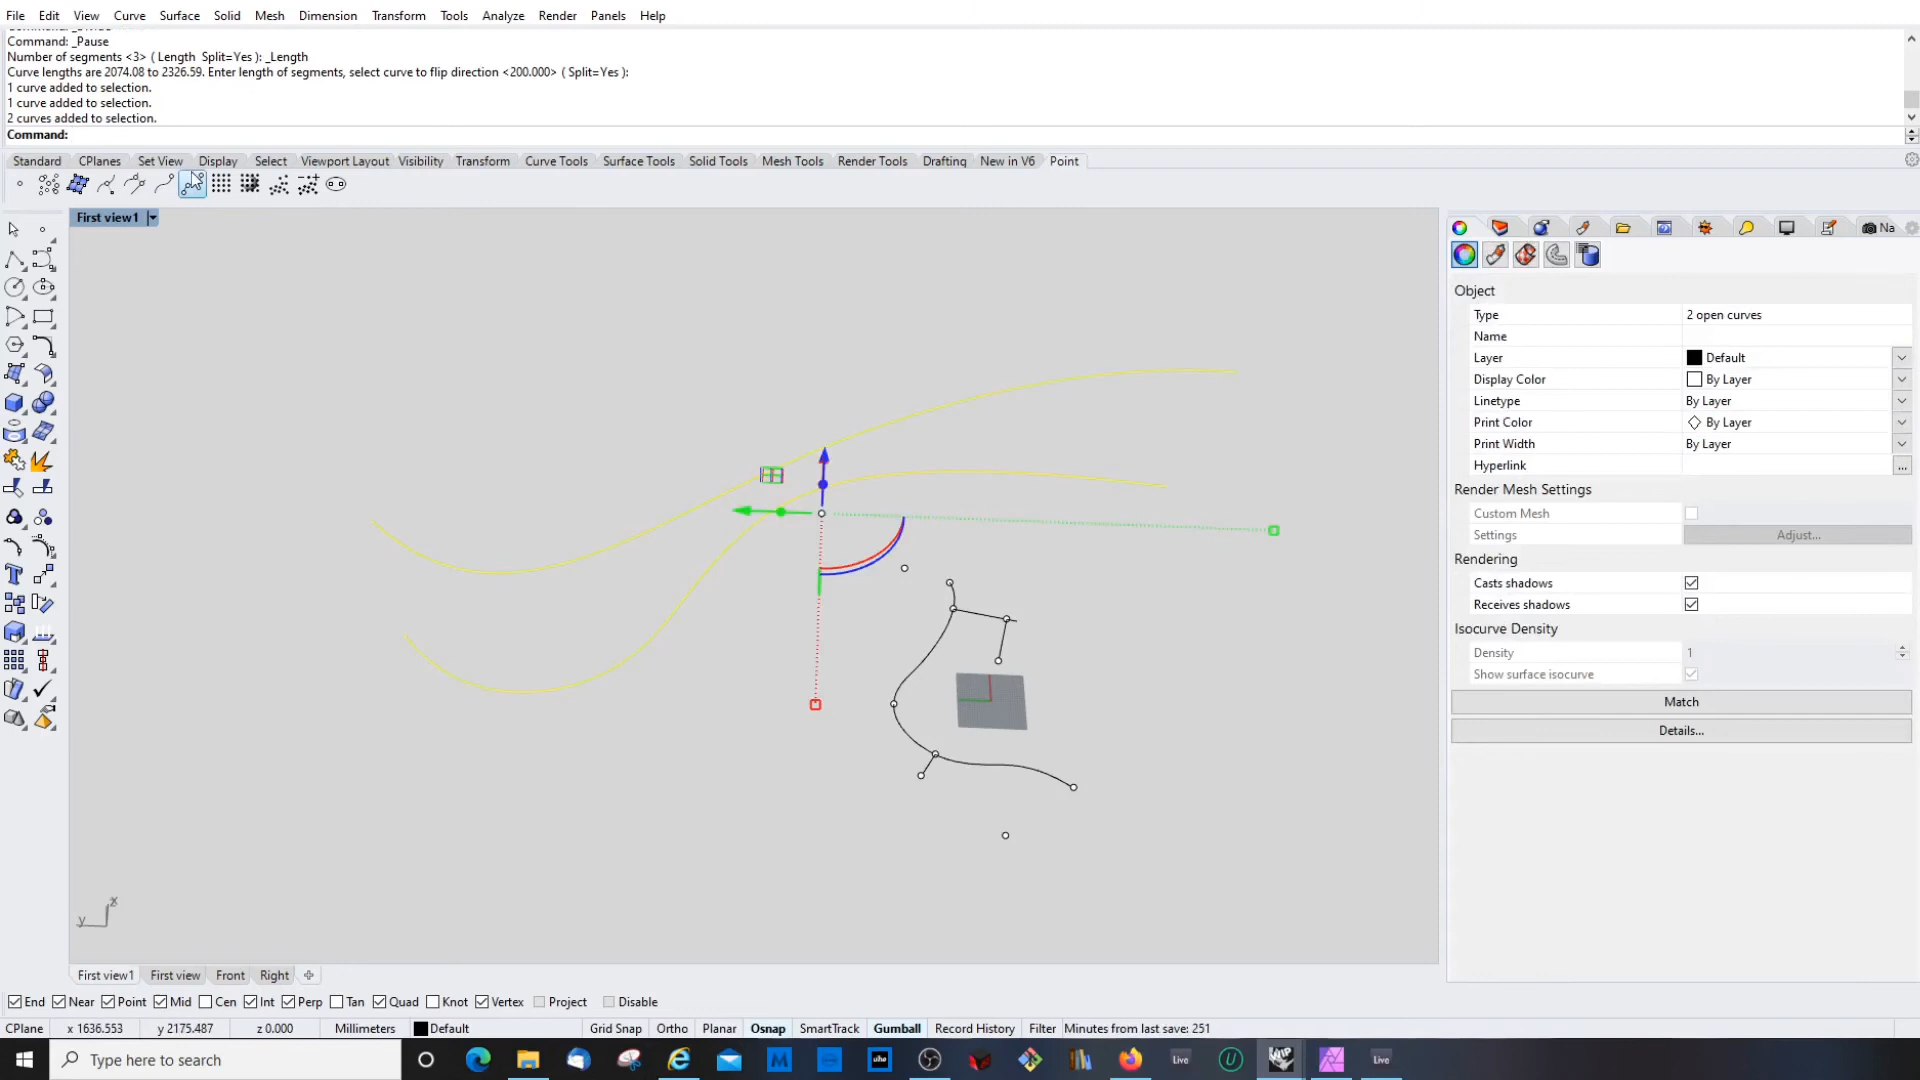 File Edit View Curve Surface Solid Mesh Dimension Transform Tools Analyze Render Panels Help
Command: _Pause
Number of segments <3> ( Length Split=Yes ): _Length
Curve lengths are 2074.08 to 2326.59. Enter length of segments, select curve to flip direction <200.000> ( Split=Yes ):
1 curve added to selection.
1 curve added to selection.
2 curves added to selection.
Command:
Standard CPlanes Set View Display Select Viewport Layout Visibility Transform Curve Tools Surface Tools Solid Tools Mesh Tools Render Tools Drafting New in V6 Point
First view1
Na
Object
Type 2 open curves
Name
Layer Default
Display Color By Layer
Linetype By Layer
Print Color By Layer
Print Width By Layer
Hyperlink ...
Render Mesh Settings
Custom Mesh
Settings Adjust...
Rendering
Casts shadows
Receives shadows
Isocurve Density
Density 1
Show surface isocurve
Match
Details...
z
y
First view1 First view Front Right
End Near Point Mid Cen Int Perp Tan Quad Knot Vertex Project Disable
CPlane x 1636.553 y 2175.487 z 0.000 Millimeters Default Grid Snap Ortho Planar Osnap SmartTrack Gumball Record History Filter Minutes from last save: 251
Type here to search
uhe Live Live